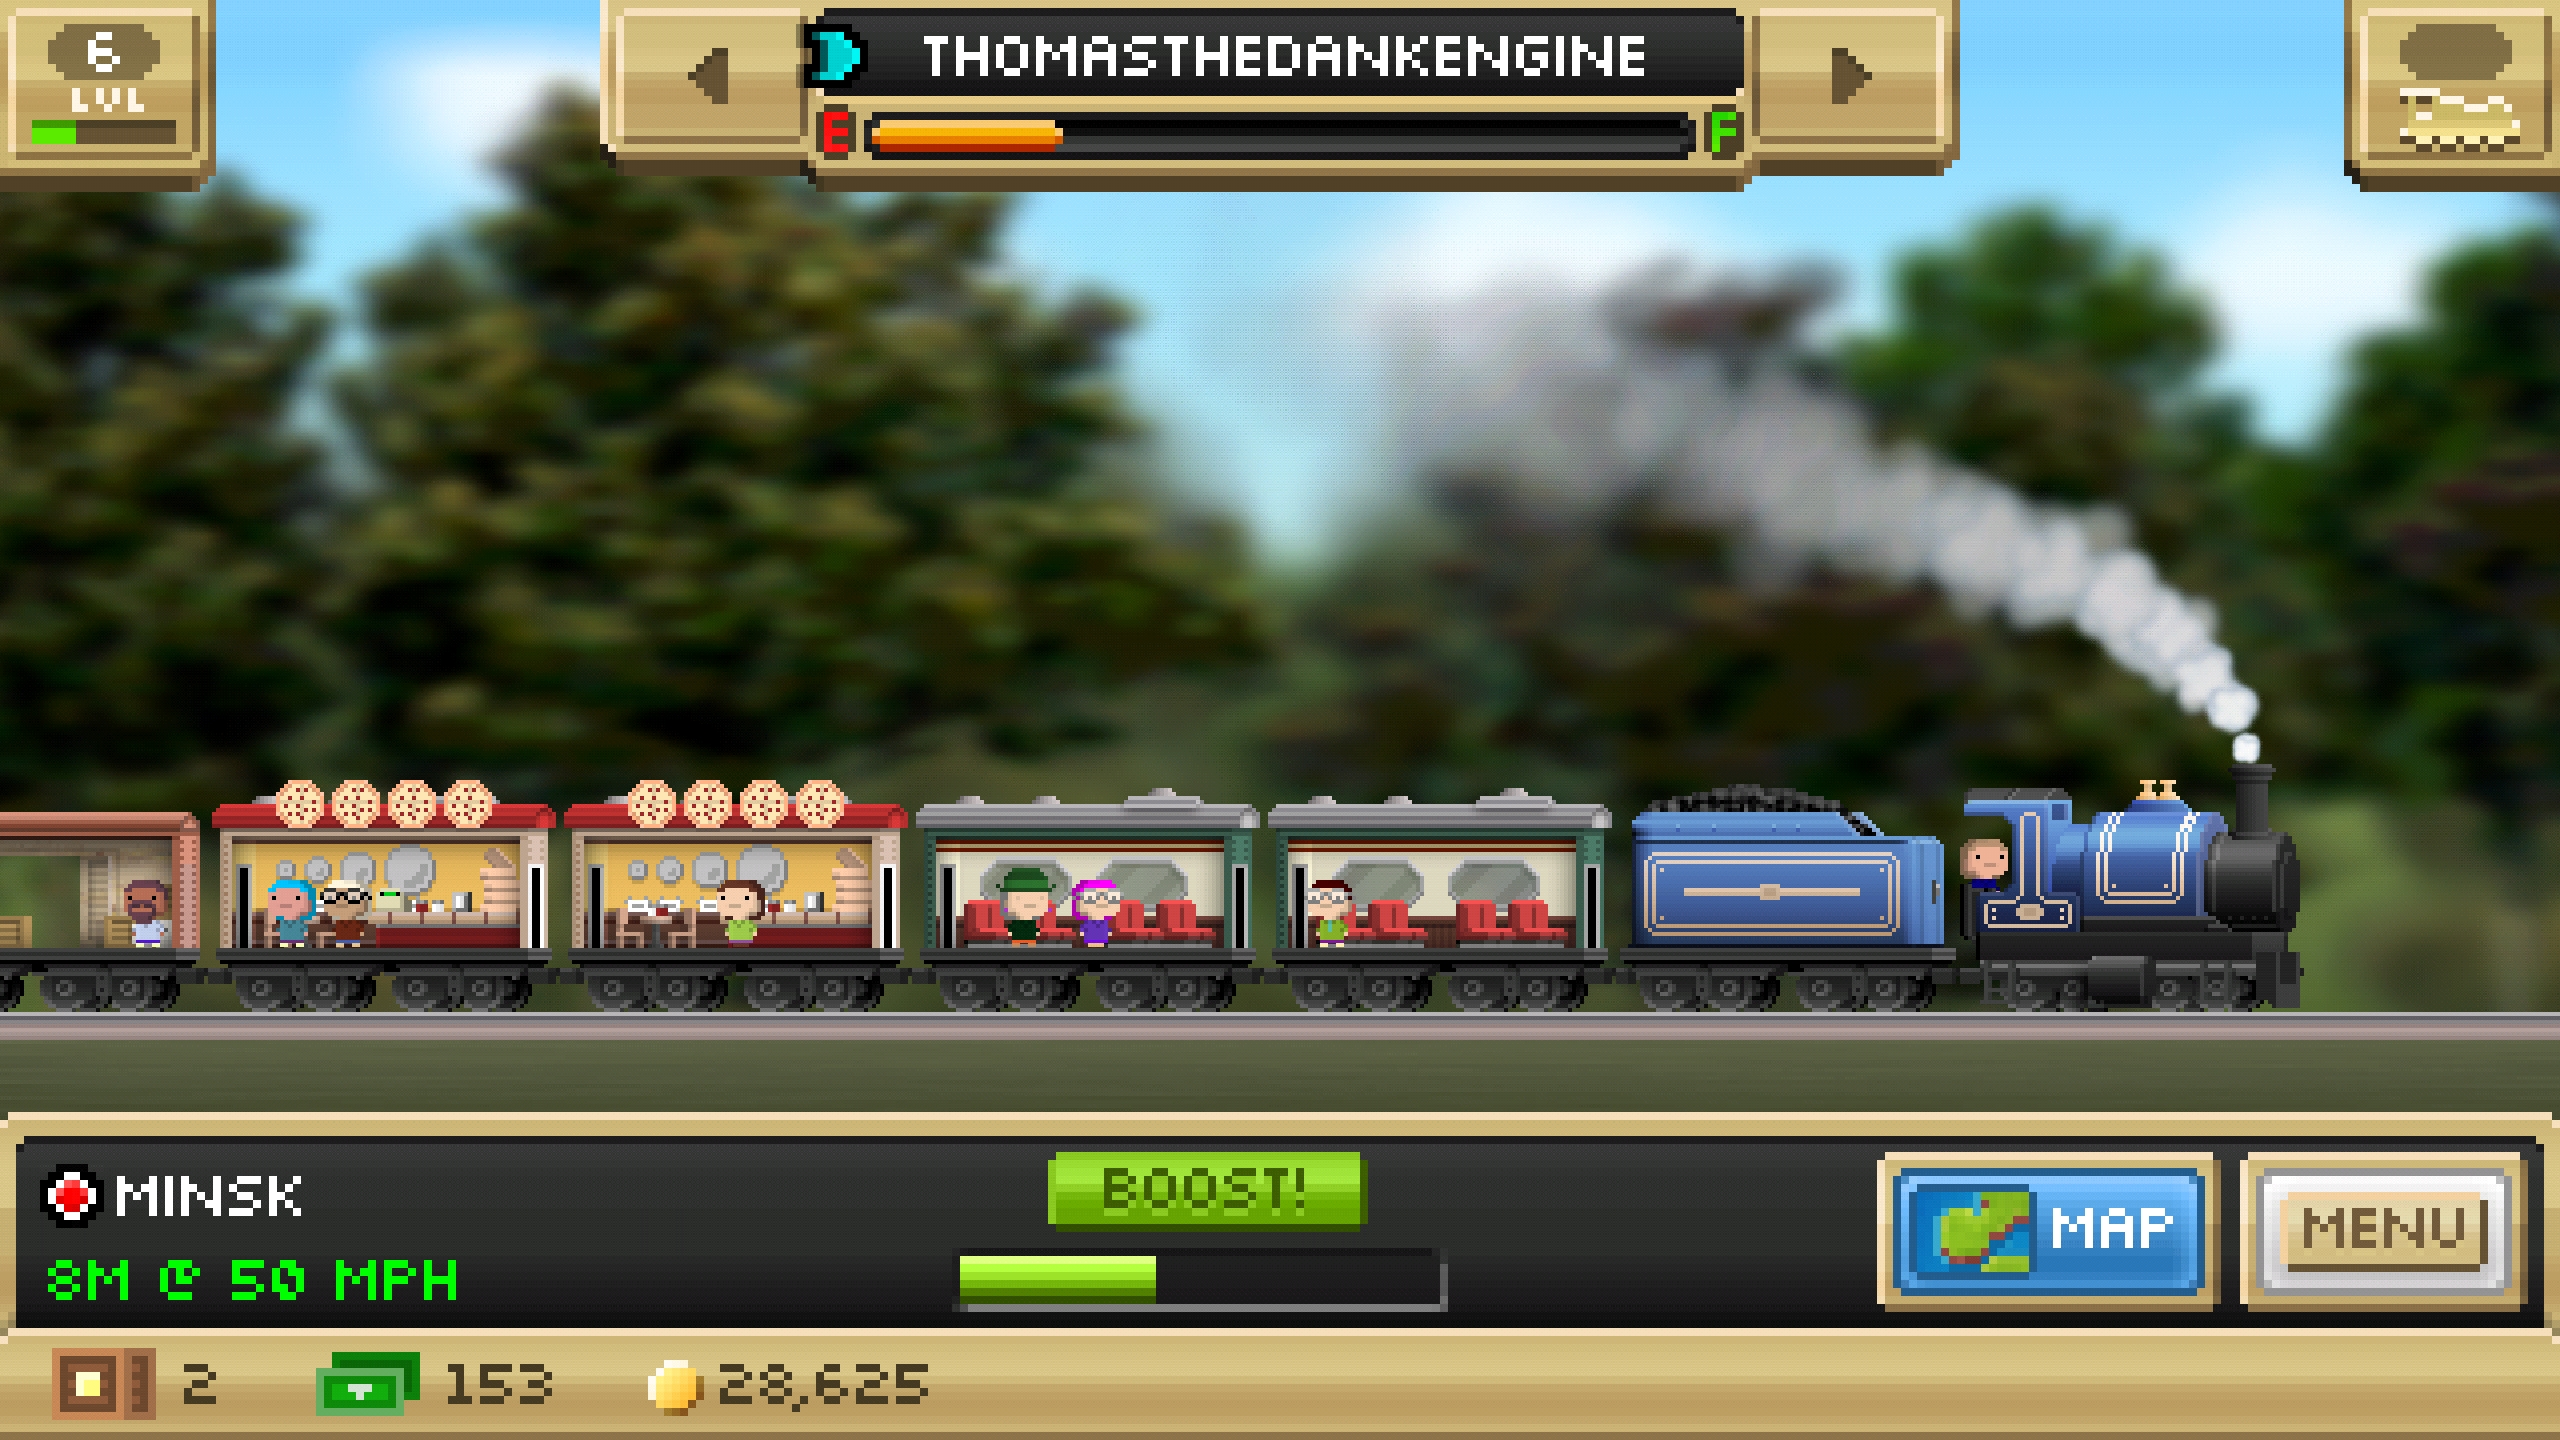 6
LVL
THOMASTHEDANKENGINE
E F
MINSK
BOOST!
8M @ 50 MPH
MAP
MENU
2 153 28,625